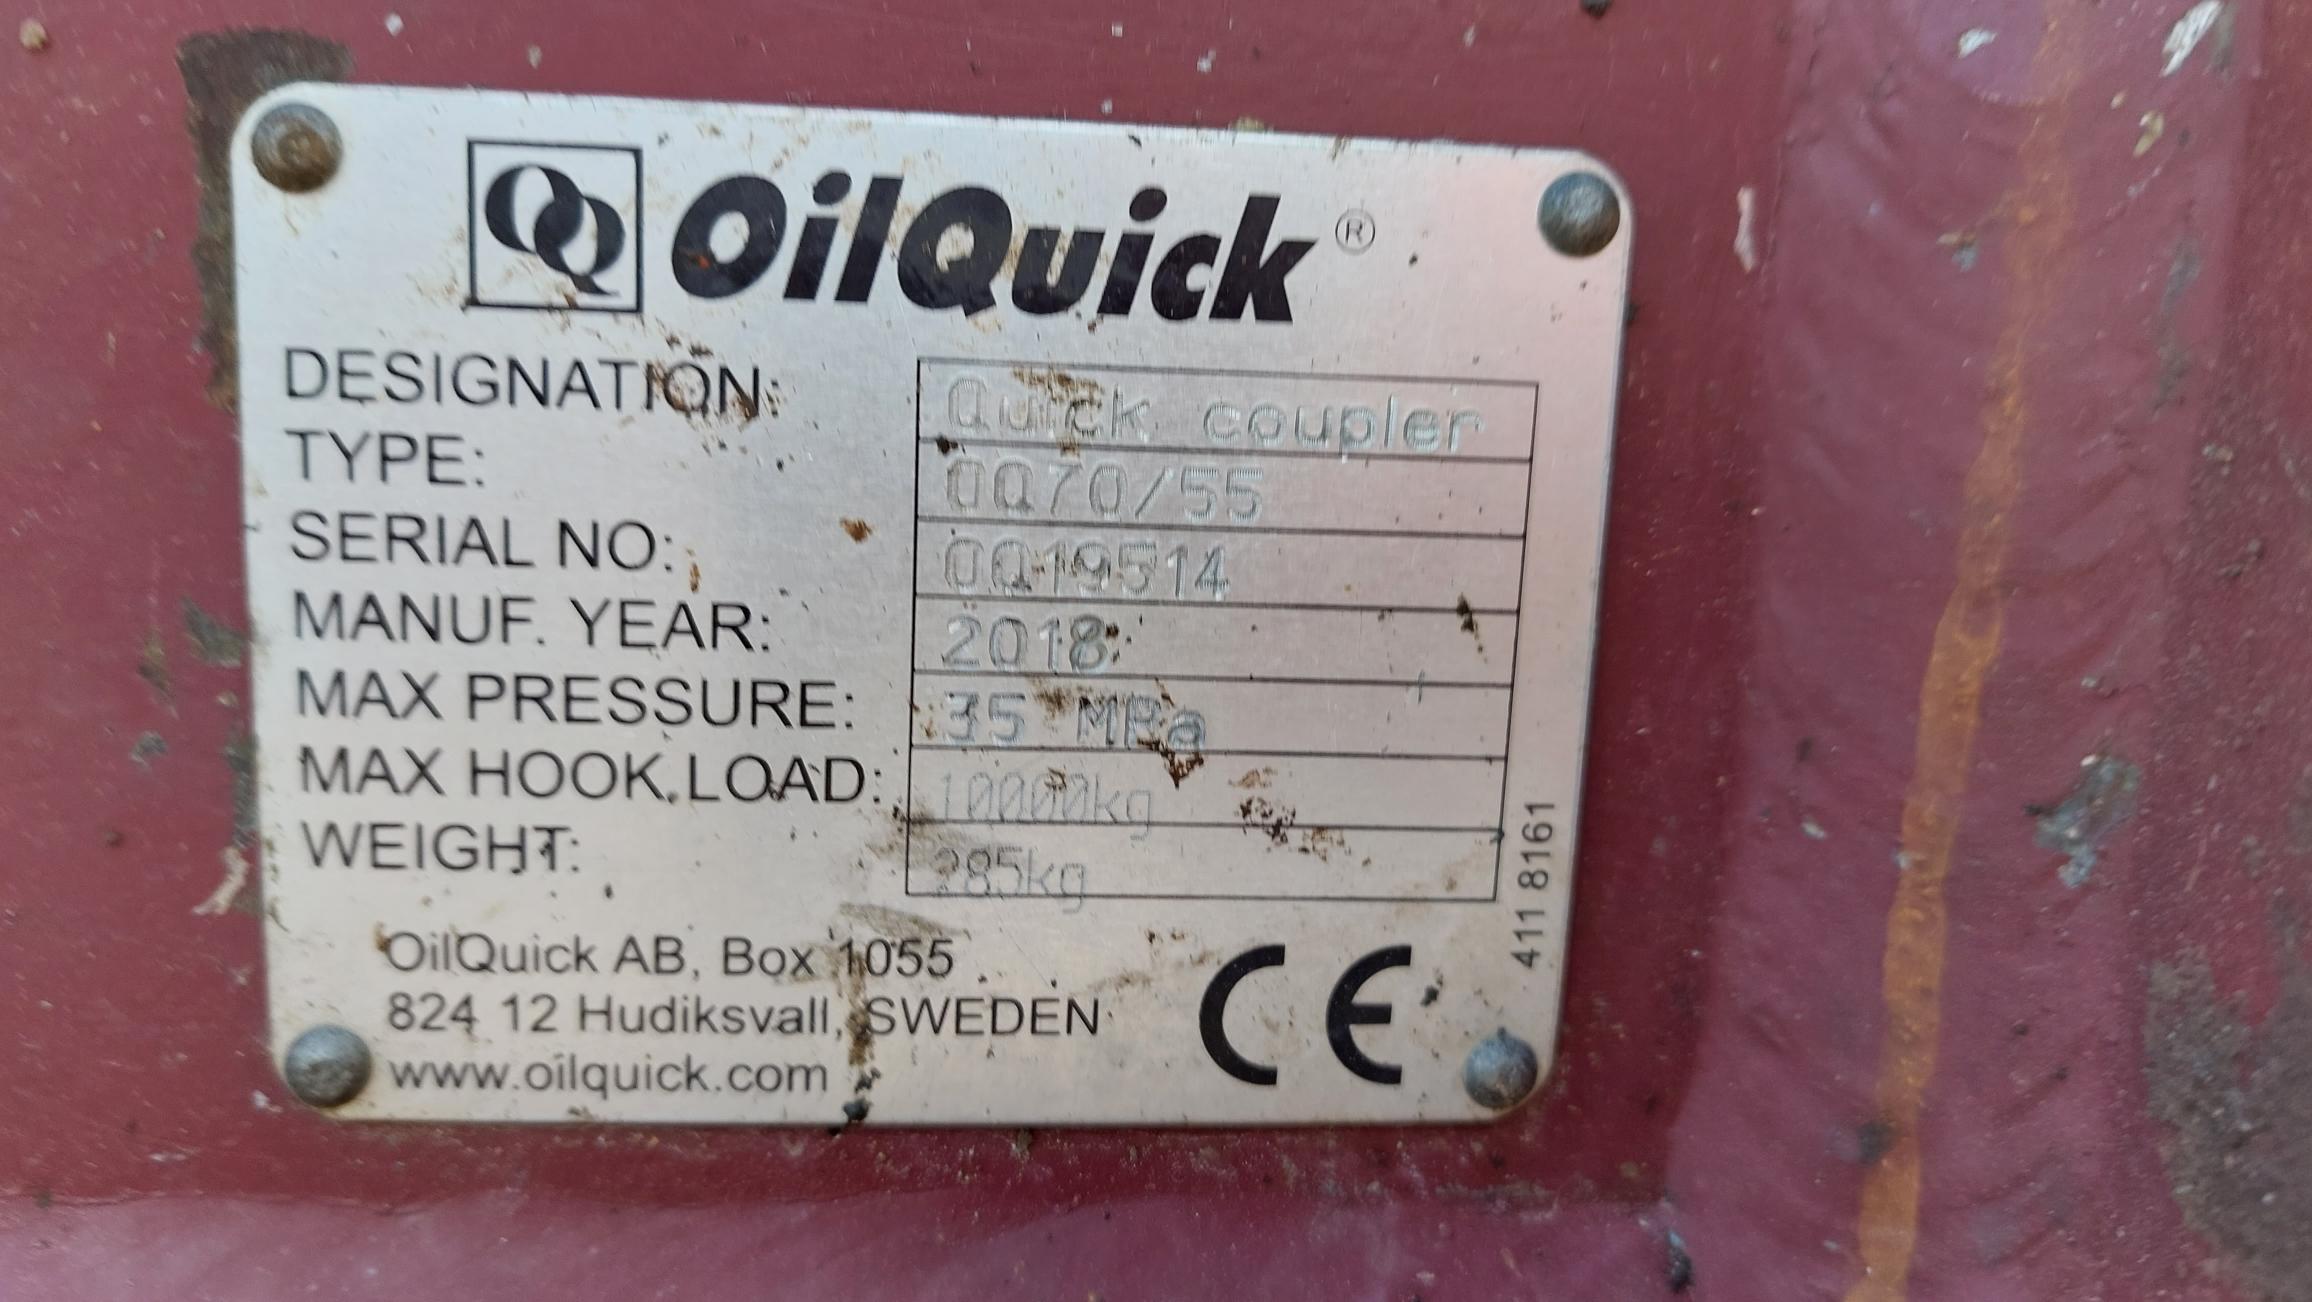 QQ OilQuick®
DESIGNATION: Quick coupler
TYPE: OQ70/55
SERIAL NO: OQ19514
MANUF. YEAR: 2018
MAX PRESSURE: 35 MPa
MAX HOOK LOAD: 10000kg
WEIGHT: 285kg
OilQuick AB, Box 1055
824 12 Hudiksvall, SWEDEN
www.oilquick.com
CE
411 8161